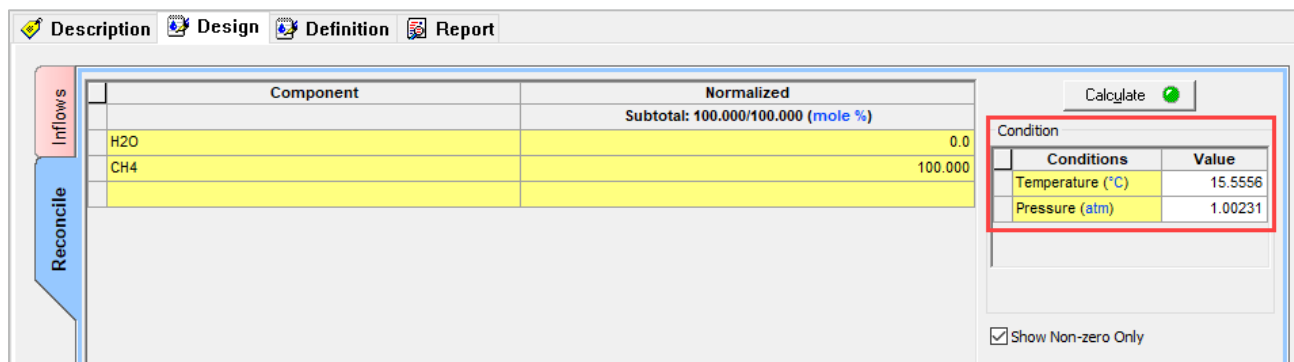 Description Design Definition Report
Inflows
Reconcile
Component Normalized
Subtotal: 100.000/100.000 (mole %)
H2O 0.0
CH4 100.000
Calculate
Condition
Conditions Value
Temperature (°C) 15.5556
Pressure (atm) 1.00231
Show Non-zero Only